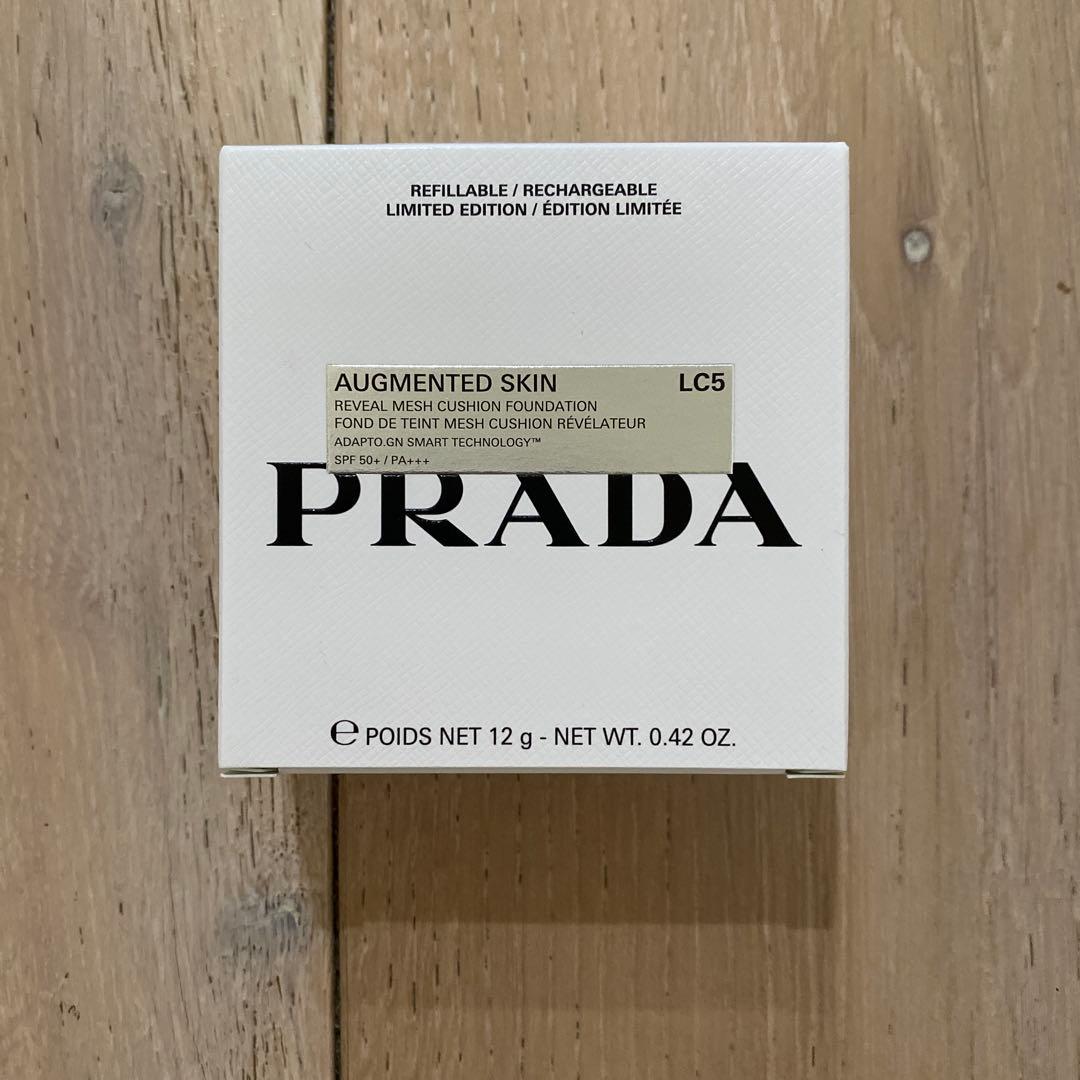 REFILLABLE / RECHARGEABLE
LIMITED EDITION / ÉDITION LIMITÉE
AUGMENTED SKIN LC5
REVEAL MESH CUSHION FOUNDATION
FOND DE TEINT MESH CUSHION RÉVÉLATEUR
ADAPTO.GN SMART TECHNOLOGY™
SPF 50+ / PA+++
PRADA
℮ POIDS NET 12 g - NET WT. 0.42 OZ.